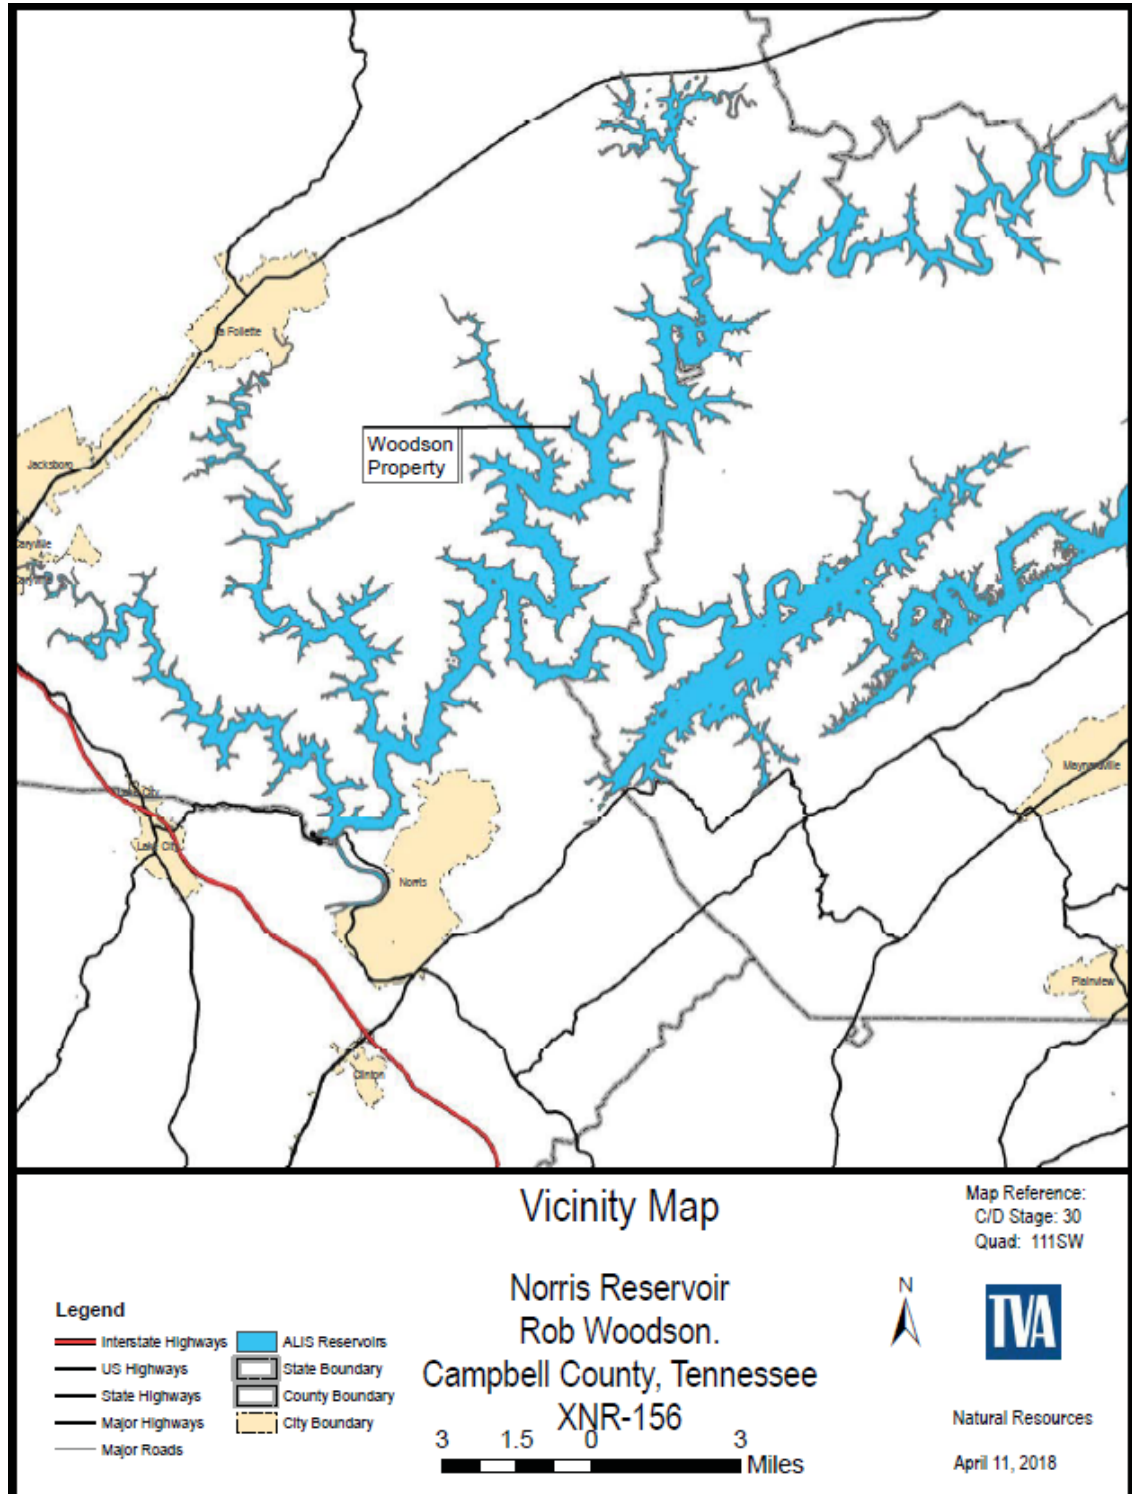 La Follette
Woodson
Property
Jacksboro
Caryville
Maynardville
Lake City
Norris
Plainview
Clinton
Vicinity Map
Map Reference:
C/D Stage: 30
Quad: 111SW
Norris Reservoir
Rob Woodson.
Campbell County, Tennessee
XNR-156
N
TVA
Legend
Interstate Highways
ALIS Reservoirs
US Highways
State Boundary
State Highways
County Boundary
Major Highways
City Boundary
Major Roads
3 1.5 0 3
Miles
Natural Resources
April 11, 2018